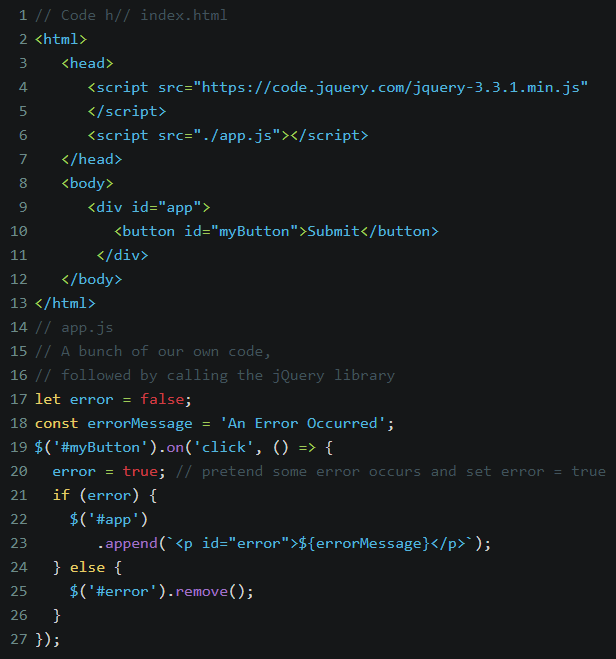 1 // Code h// index.html
2 <html>
3    <head>
4       <script src="https://code.jquery.com/jquery-3.3.1.min.js"
5       </script>
6       <script src="./app.js"></script>
7    </head>
8    <body>
9       <div id="app">
10          <button id="myButton">Submit</button>
11        </div>
12    </body>
13 </html>
14 // app.js
15 // A bunch of our own code,
16 // followed by calling the jQuery library
17 let error = false;
18 const errorMessage = 'An Error Occurred';
19 $('#myButton').on('click', () => {
20   error = true; // pretend some error occurs and set error = true
21   if (error) {
22     $('#app')
23        .append(`<p id="error">${errorMessage}</p>`);
24   } else {
25     $('#error').remove();
26   }
27 });